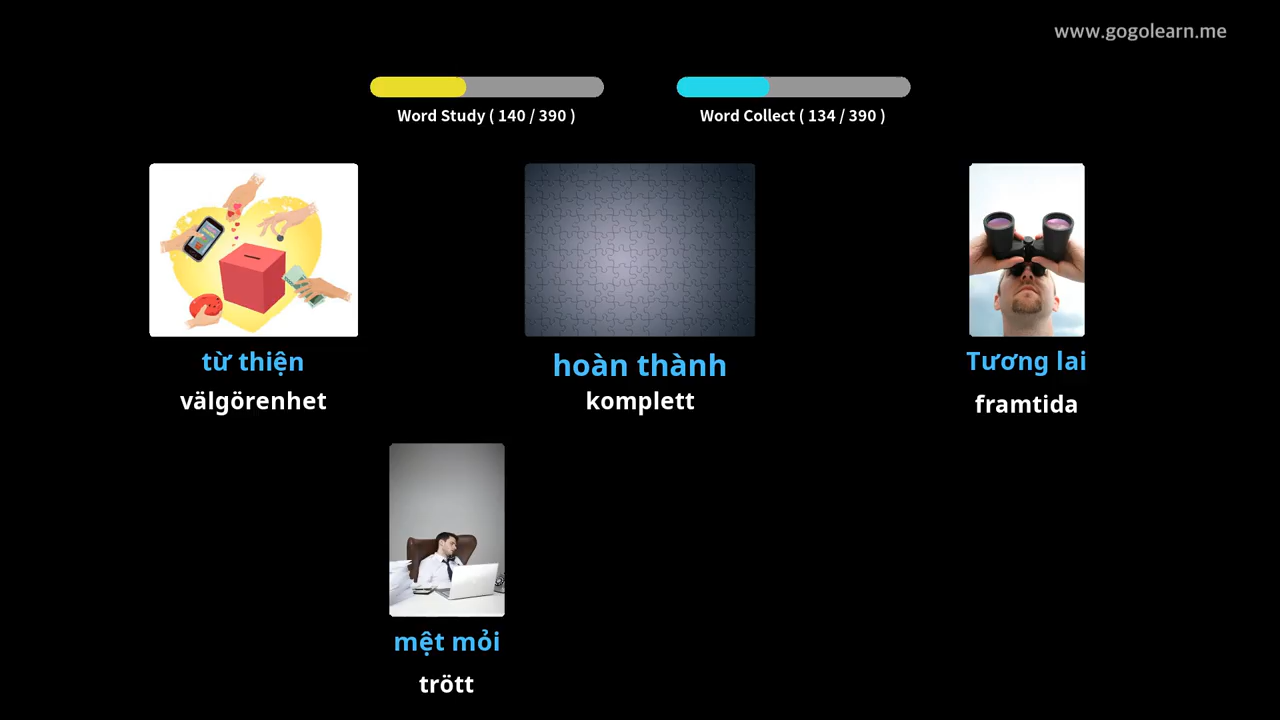 www.gogolearn.me
Word Study ( 140 / 390 )
Word Collect ( 134 / 390 )
từ thiện
välgörenhet
hoàn thành
komplett
Tương lai
framtida
mệt mỏi
trött